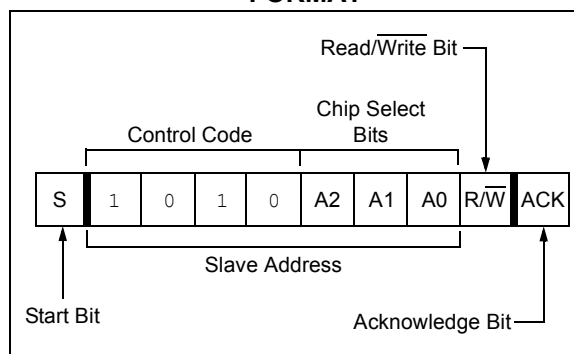 Read/Write Bit
Chip Select
Control Code Bits
S 1 0 1 0 A2 A1 A0 R/W ACK
Slave Address
Start Bit
Acknowledge Bit